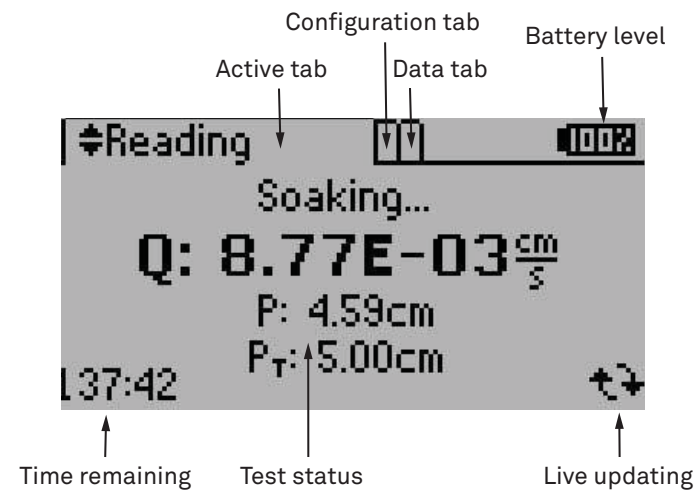 Configuration tab
Battery level
Active tab
Data tab
Reading
100%
Soaking...
Q: 8.77E-03 cm/s
P: 4.59cm
PT: 5.00cm
137:42
Time remaining
Test status
Live updating